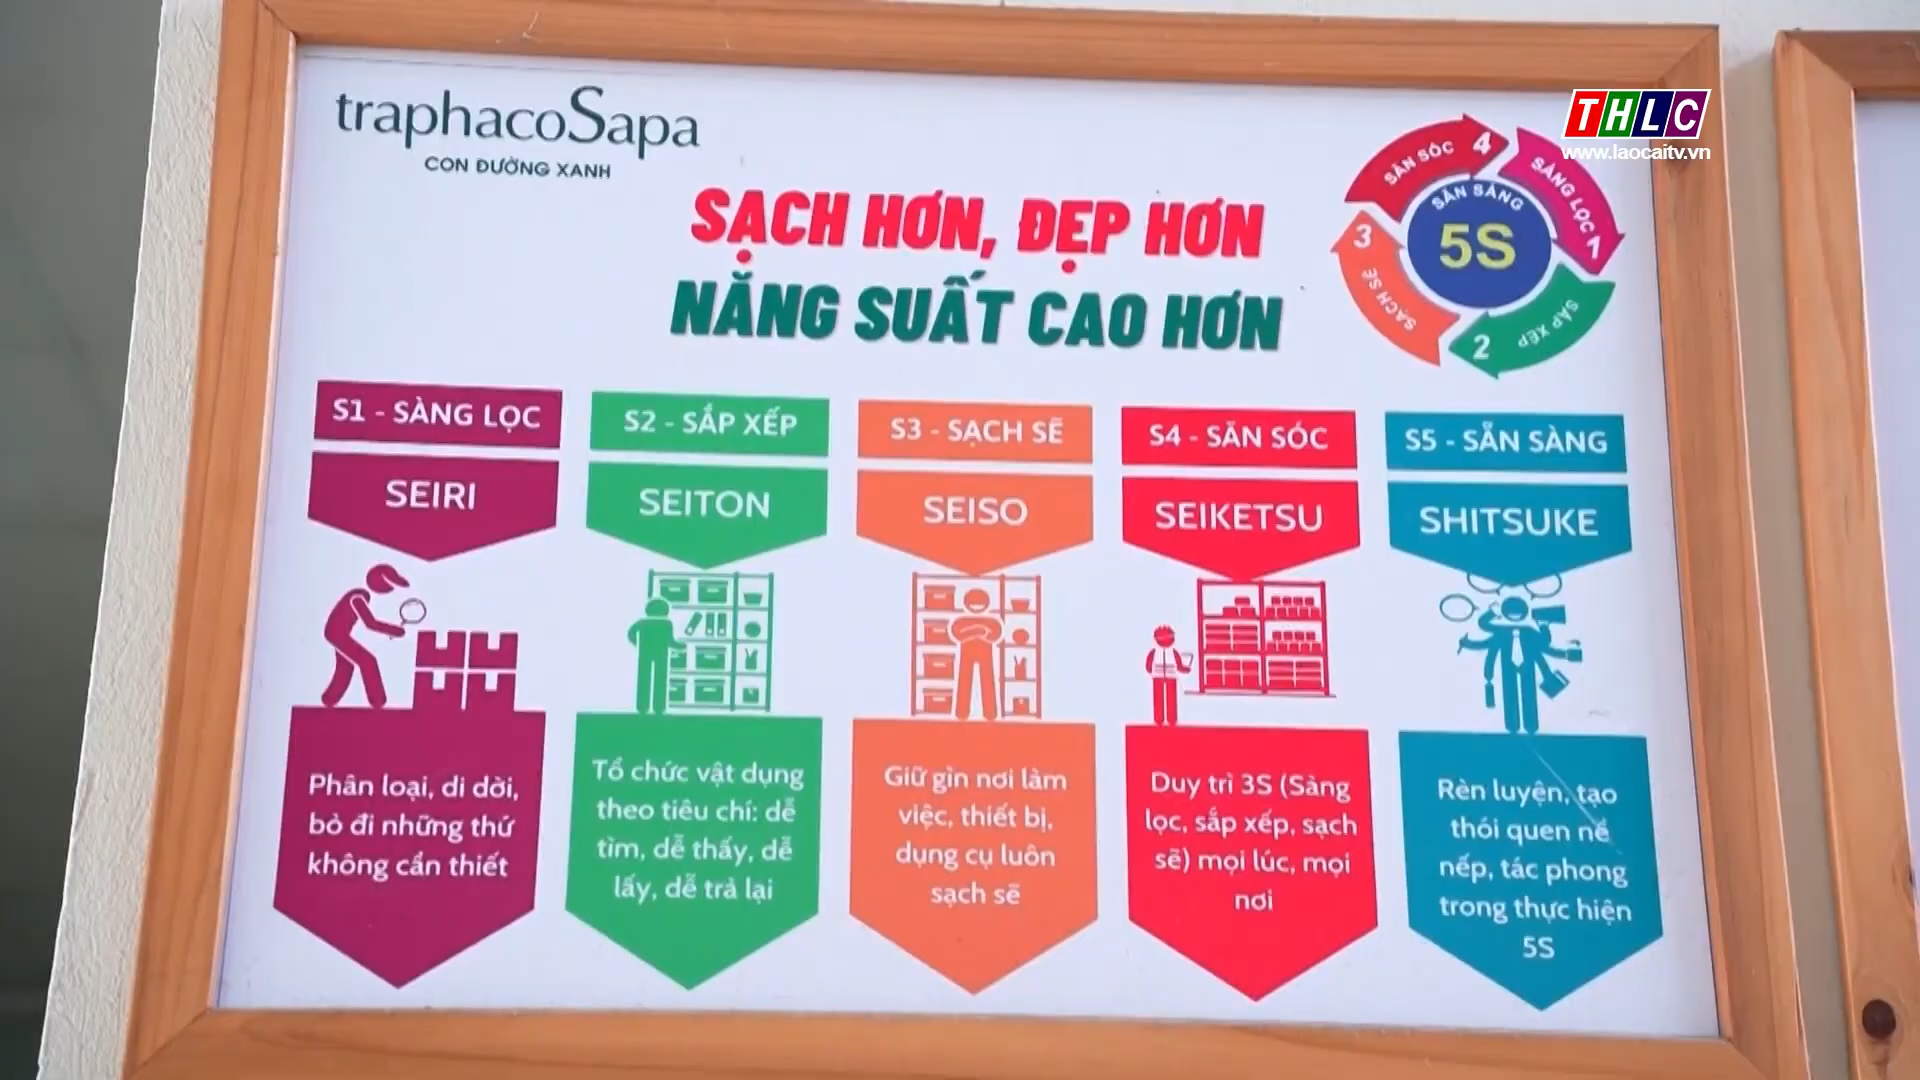 traphacoSapa
CON ĐƯỜNG XANH
THLC
www.laocaitv.vn
SẠCH HƠN, ĐẸP HƠN
NĂNG SUẤT CAO HƠN
SĂN SÓC 4
SÀNG LỌC 1
SẮP XẾP 2
SẠCH SẼ 3
SẴN SÀNG
5S
S1 - SÀNG LỌC
SEIRI
Phân loại, di dời,
bỏ đi những thứ
không cần thiết
S2 - SẮP XẾP
SEITON
Tổ chức vật dụng
theo tiêu chí: dễ
tìm, dễ thấy, dễ
lấy, dễ trả lại
S3 - SẠCH SẼ
SEISO
Giữ gìn nơi làm
việc, thiết bị,
dụng cụ luôn
sạch sẽ
S4 - SĂN SÓC
SEIKETSU
Duy trì 3S (Sàng
lọc, sắp xếp, sạch
sẽ) mọi lúc, mọi
nơi
S5 - SẴN SÀNG
SHITSUKE
Rèn luyện, tạo
thói quen nề
nếp, tác phong
trong thực hiện
5S